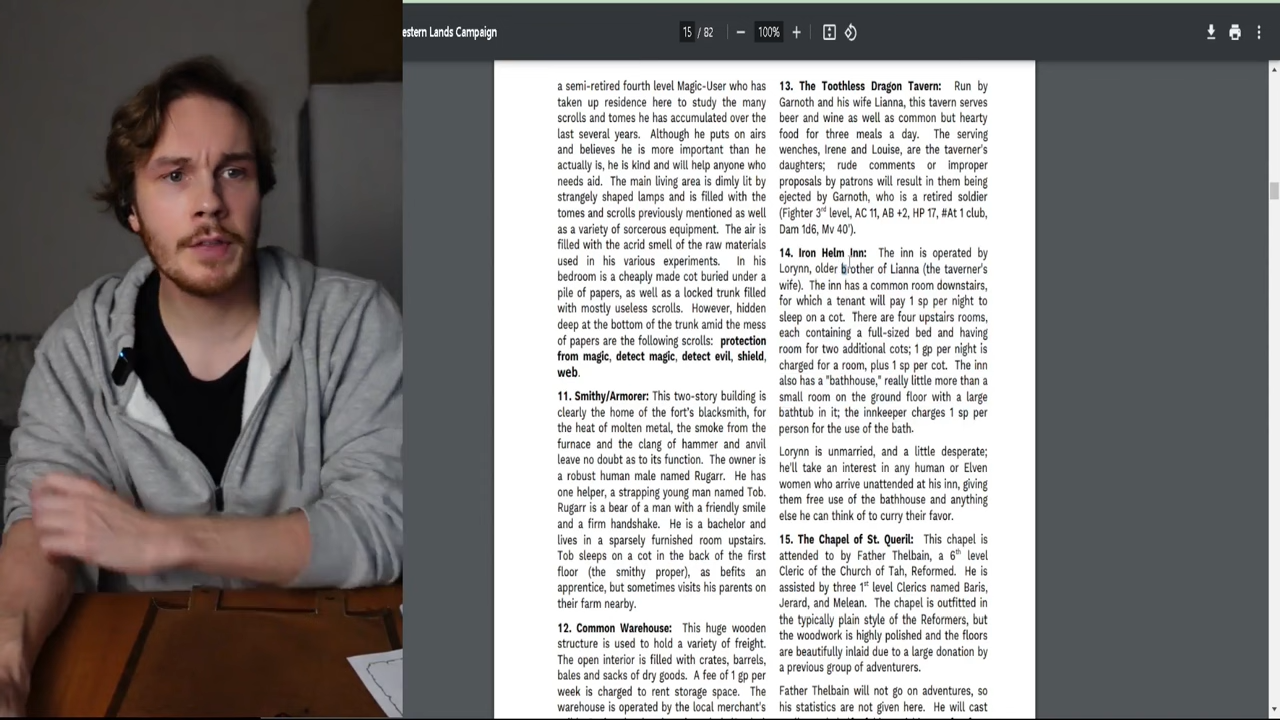 estern Lands Campaign
15 / 82
100%
a semi-retired fourth level Magic-User who has
taken up residence here to study the many
scrolls and tomes he has accumulated over the
last several years. Although he puts on airs
and believes he is more important than he
actually is, he is kind and will help anyone who
needs aid. The main living area is dimly lit by
strangely shaped lamps and is filled with the
tomes and scrolls previously mentioned as well
as a variety of sorcerous equipment. The air is
filled with the acrid smell of the raw materials
used in his various experiments. In his
bedroom is a cheaply made cot buried under a
pile of papers, as well as a locked trunk filled
with mostly useless scrolls. However, hidden
deep at the bottom of the trunk amid the mess
of papers are the following scrolls: protection
from magic, detect magic, detect evil, shield,
web.
11. Smithy/Armorer: This two-story building is
clearly the home of the fort's blacksmith, for
the heat of molten metal, the smoke from the
furnace and the clang of hammer and anvil
leave no doubt as to its function. The owner is
a robust human male named Rugarr. He has
one helper, a strapping young man named Tob.
Rugarr is a bear of a man with a friendly smile
and a firm handshake. He is a bachelor and
lives in a sparsely furnished room upstairs.
Tob sleeps on a cot in the back of the first
floor (the smithy proper), as befits an
apprentice, but sometimes visits his parents on
their farm nearby.
12. Common Warehouse: This huge wooden
structure is used to hold a variety of freight.
The open interior is filled with crates, barrels,
bales and sacks of dry goods. A fee of 1 gp per
week is charged to rent storage space. The
warehouse is operated by the local merchant's
13. The Toothless Dragon Tavern: Run by
Garnoth and his wife Lianna, this tavern serves
beer and wine as well as common but hearty
food for three meals a day. The serving
wenches, Irene and Louise, are the taverner's
daughters; rude comments or improper
proposals by patrons will result in them being
ejected by Garnoth, who is a retired soldier
(Fighter 3rd level, AC 11, AB +2, HP 17, #At 1 club,
Dam 1d6, Mv 40').
14. Iron Helm Inn: The inn is operated by
Lorynn, older brother of Lianna (the taverner's
wife). The inn has a common room downstairs,
for which a tenant will pay 1 sp per night to
sleep on a cot. There are four upstairs rooms,
each containing a full-sized bed and having
room for two additional cots; 1 gp per night is
charged for a room, plus 1 sp per cot. The inn
also has a "bathhouse," really little more than a
small room on the ground floor with a large
bathtub in it; the innkeeper charges 1 sp per
person for the use of the bath.
Lorynn is unmarried, and a little desperate;
he'll take an interest in any human or Elven
women who arrive unattended at his inn, giving
them free use of the bathhouse and anything
else he can think of to curry their favor.
15. The Chapel of St. Queril: This chapel is
attended to by Father Thelbain, a 6th level
Cleric of the Church of Tah, Reformed. He is
assisted by three 1st level Clerics named Baris,
Jerard, and Melean. The chapel is outfitted in
the typically plain style of the Reformers, but
the woodwork is highly polished and the floors
are beautifully inlaid due to a large donation by
a previous group of adventurers.
Father Thelbain will not go on adventures, so
his statistics are not given here. He will cast